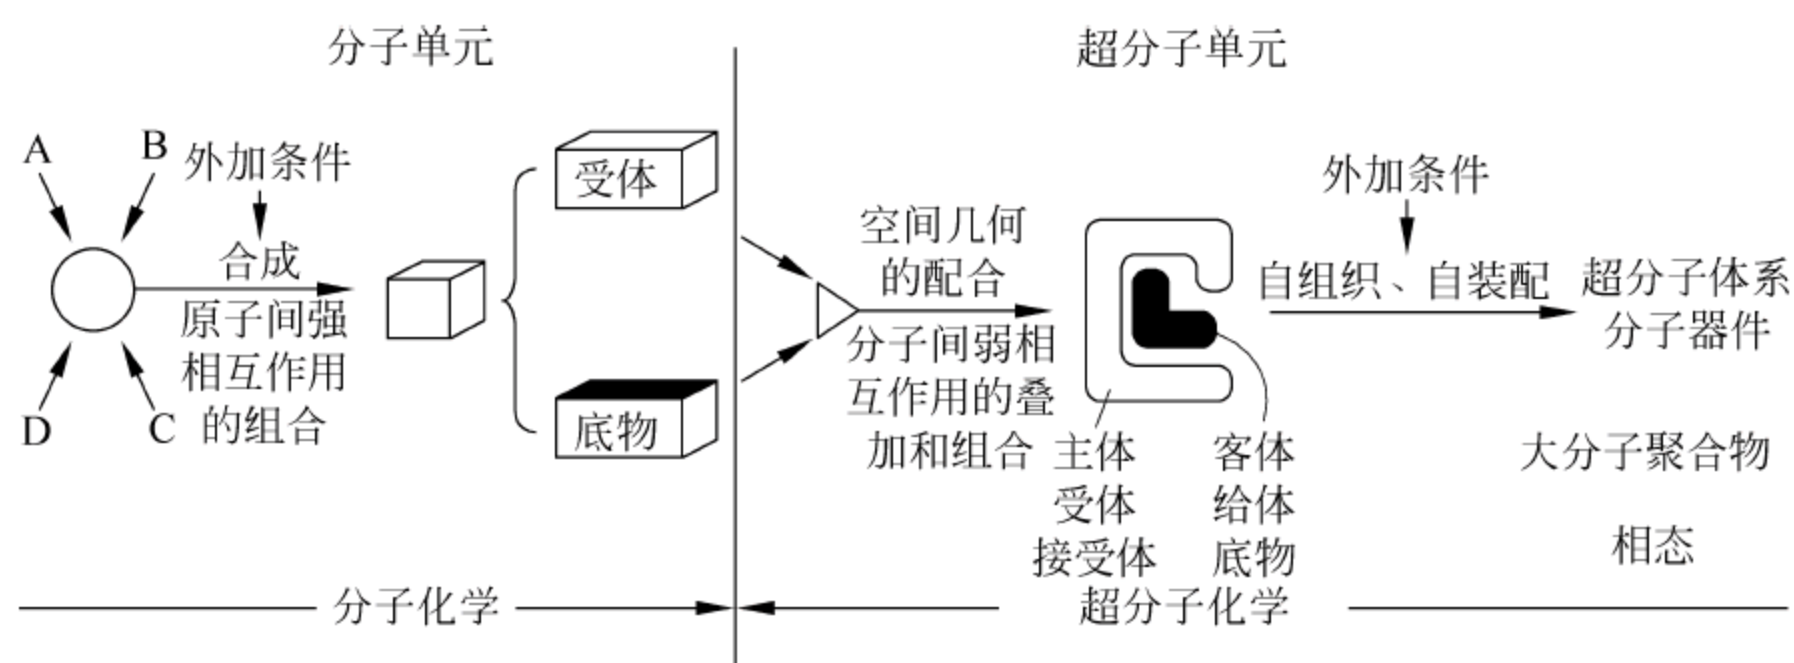 分子单元
超分子单元
A
B
外加条件
合成
原子间强
相互作用
的组合
D
C
受体
底物
空间几何
的配合
分子间弱相
互作用的叠
加和组合
主体
受体
接受体
客体
给体
底物
外加条件
自组织、自装配
超分子体系
分子器件
大分子聚合物
相态
分子化学
超分子化学